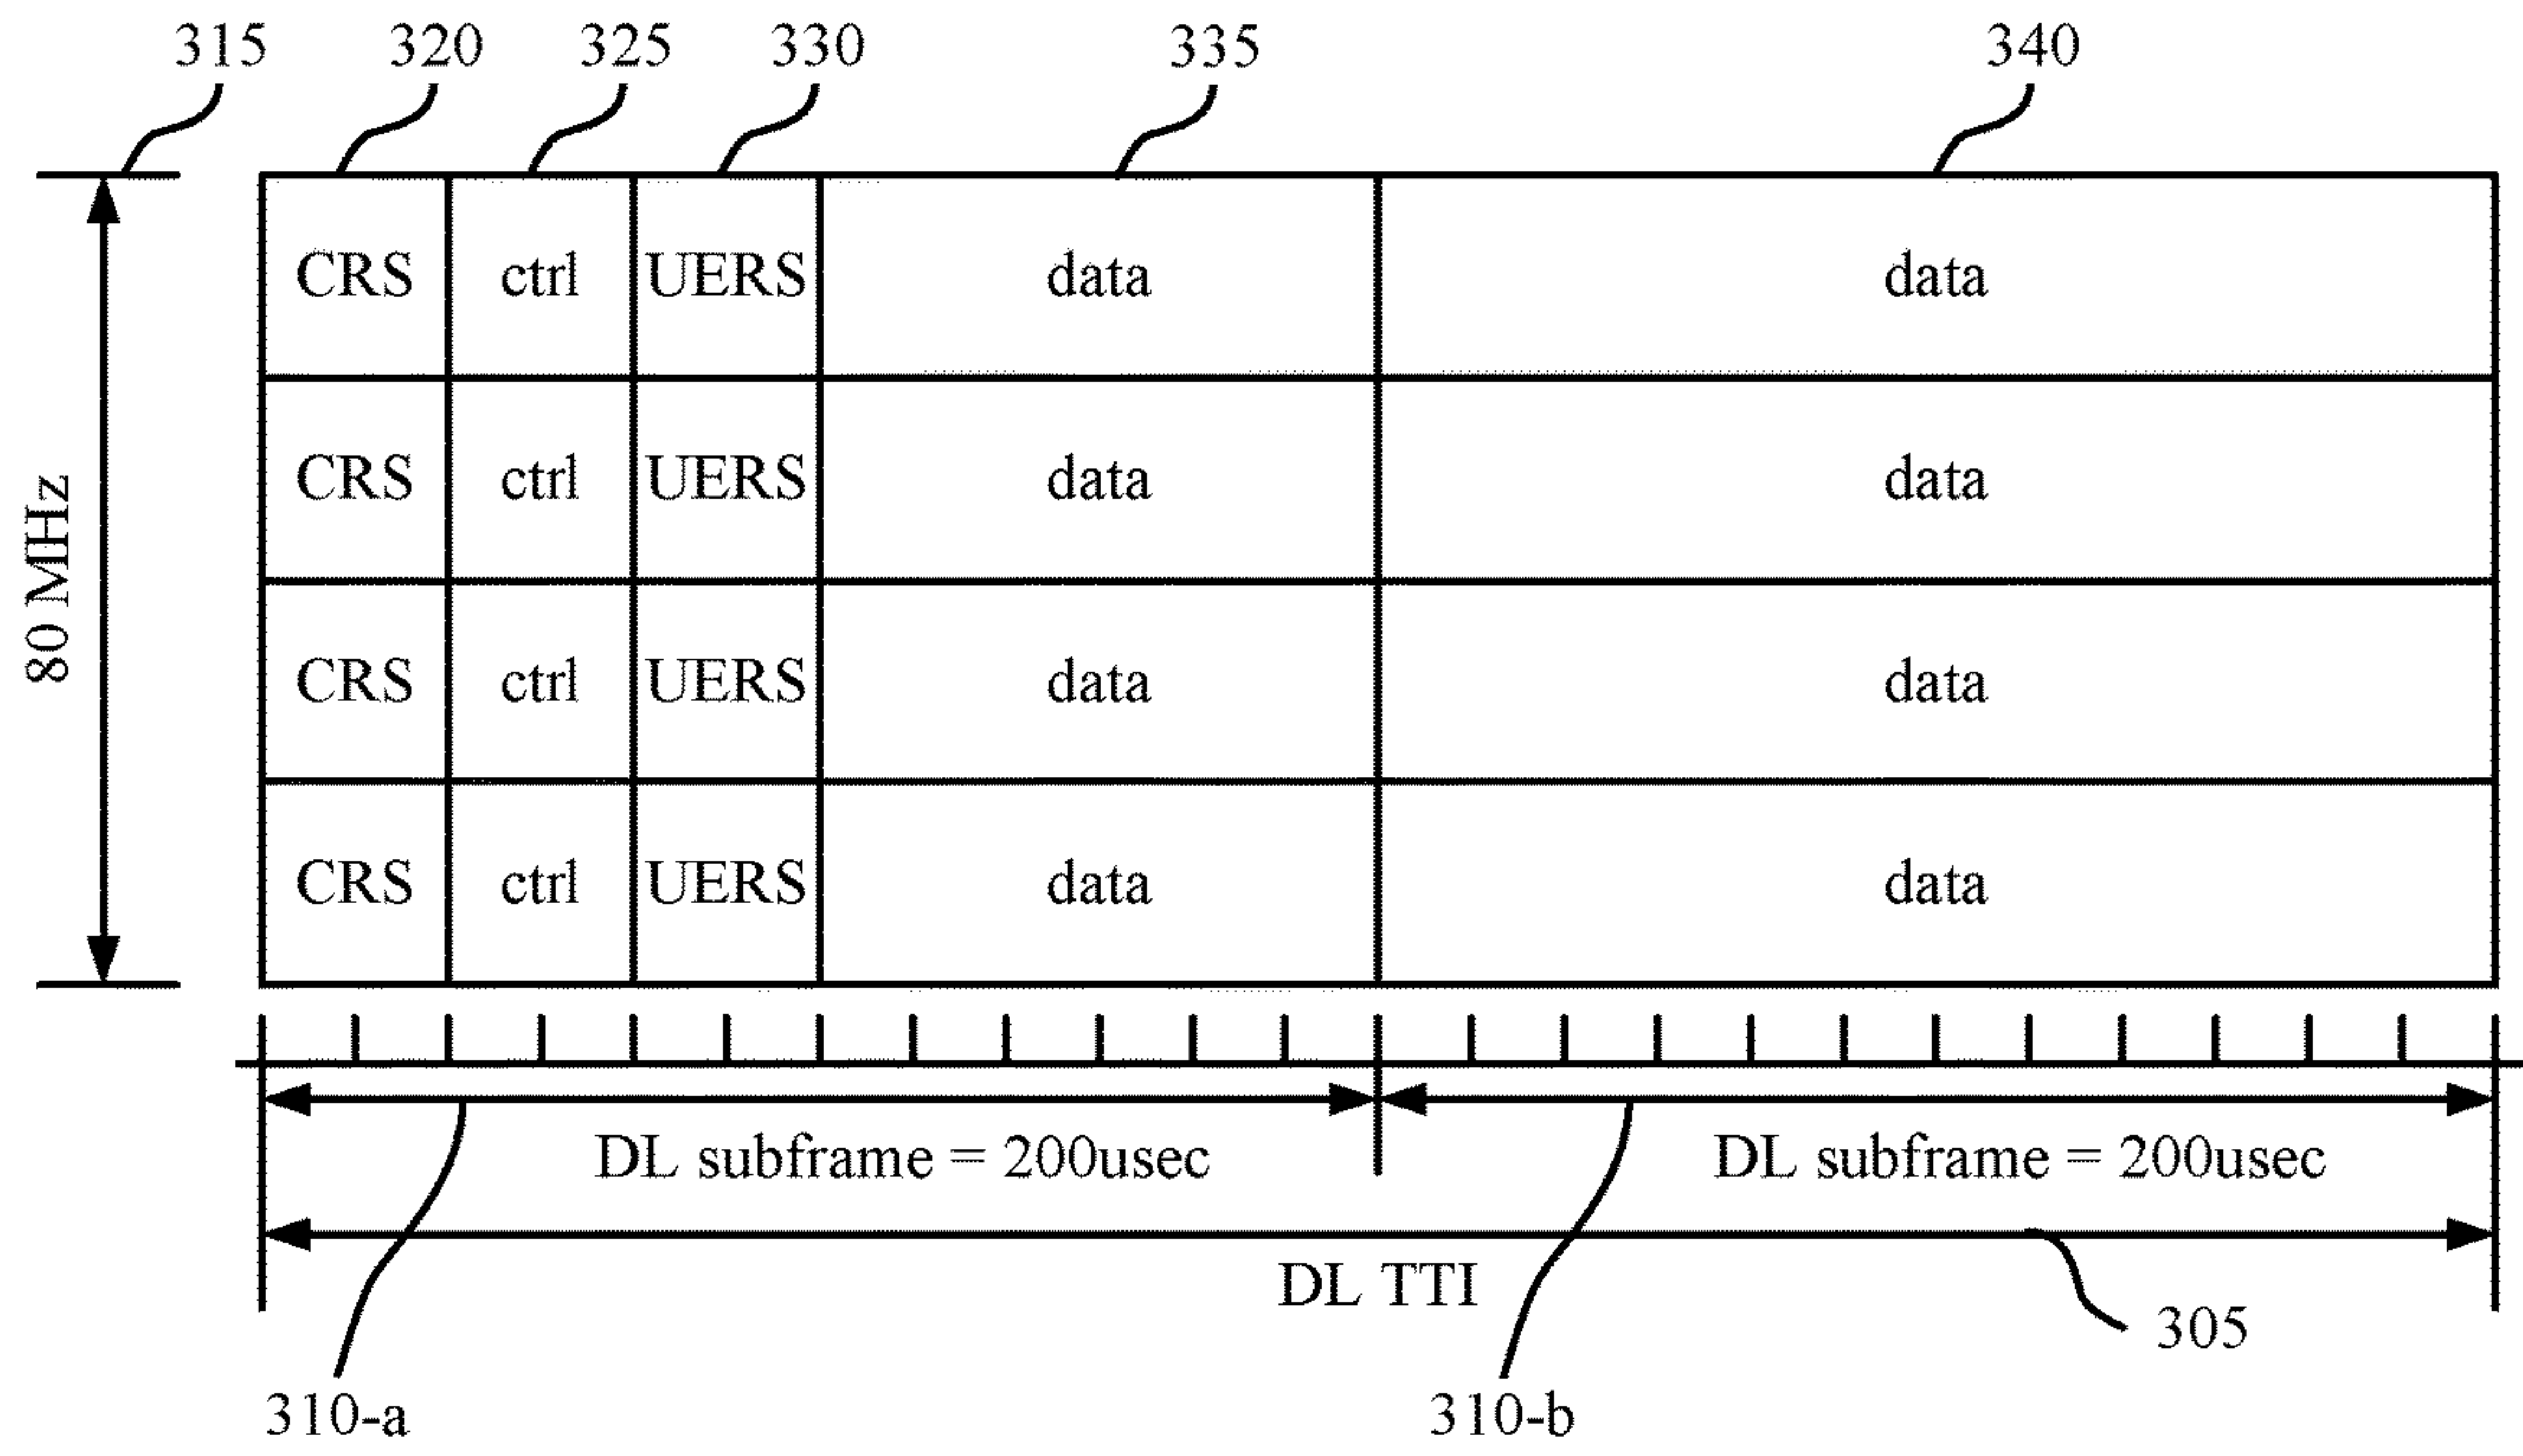 315 320 325 330 335 340
CRS ctrl UERS data data
CRS ctrl UERS data data
80 MHz
CRS ctrl UERS data data
CRS ctrl UERS data data
DL subframe = 200usec DL subframe = 200usec
DL TTI
305
310-a 310-b